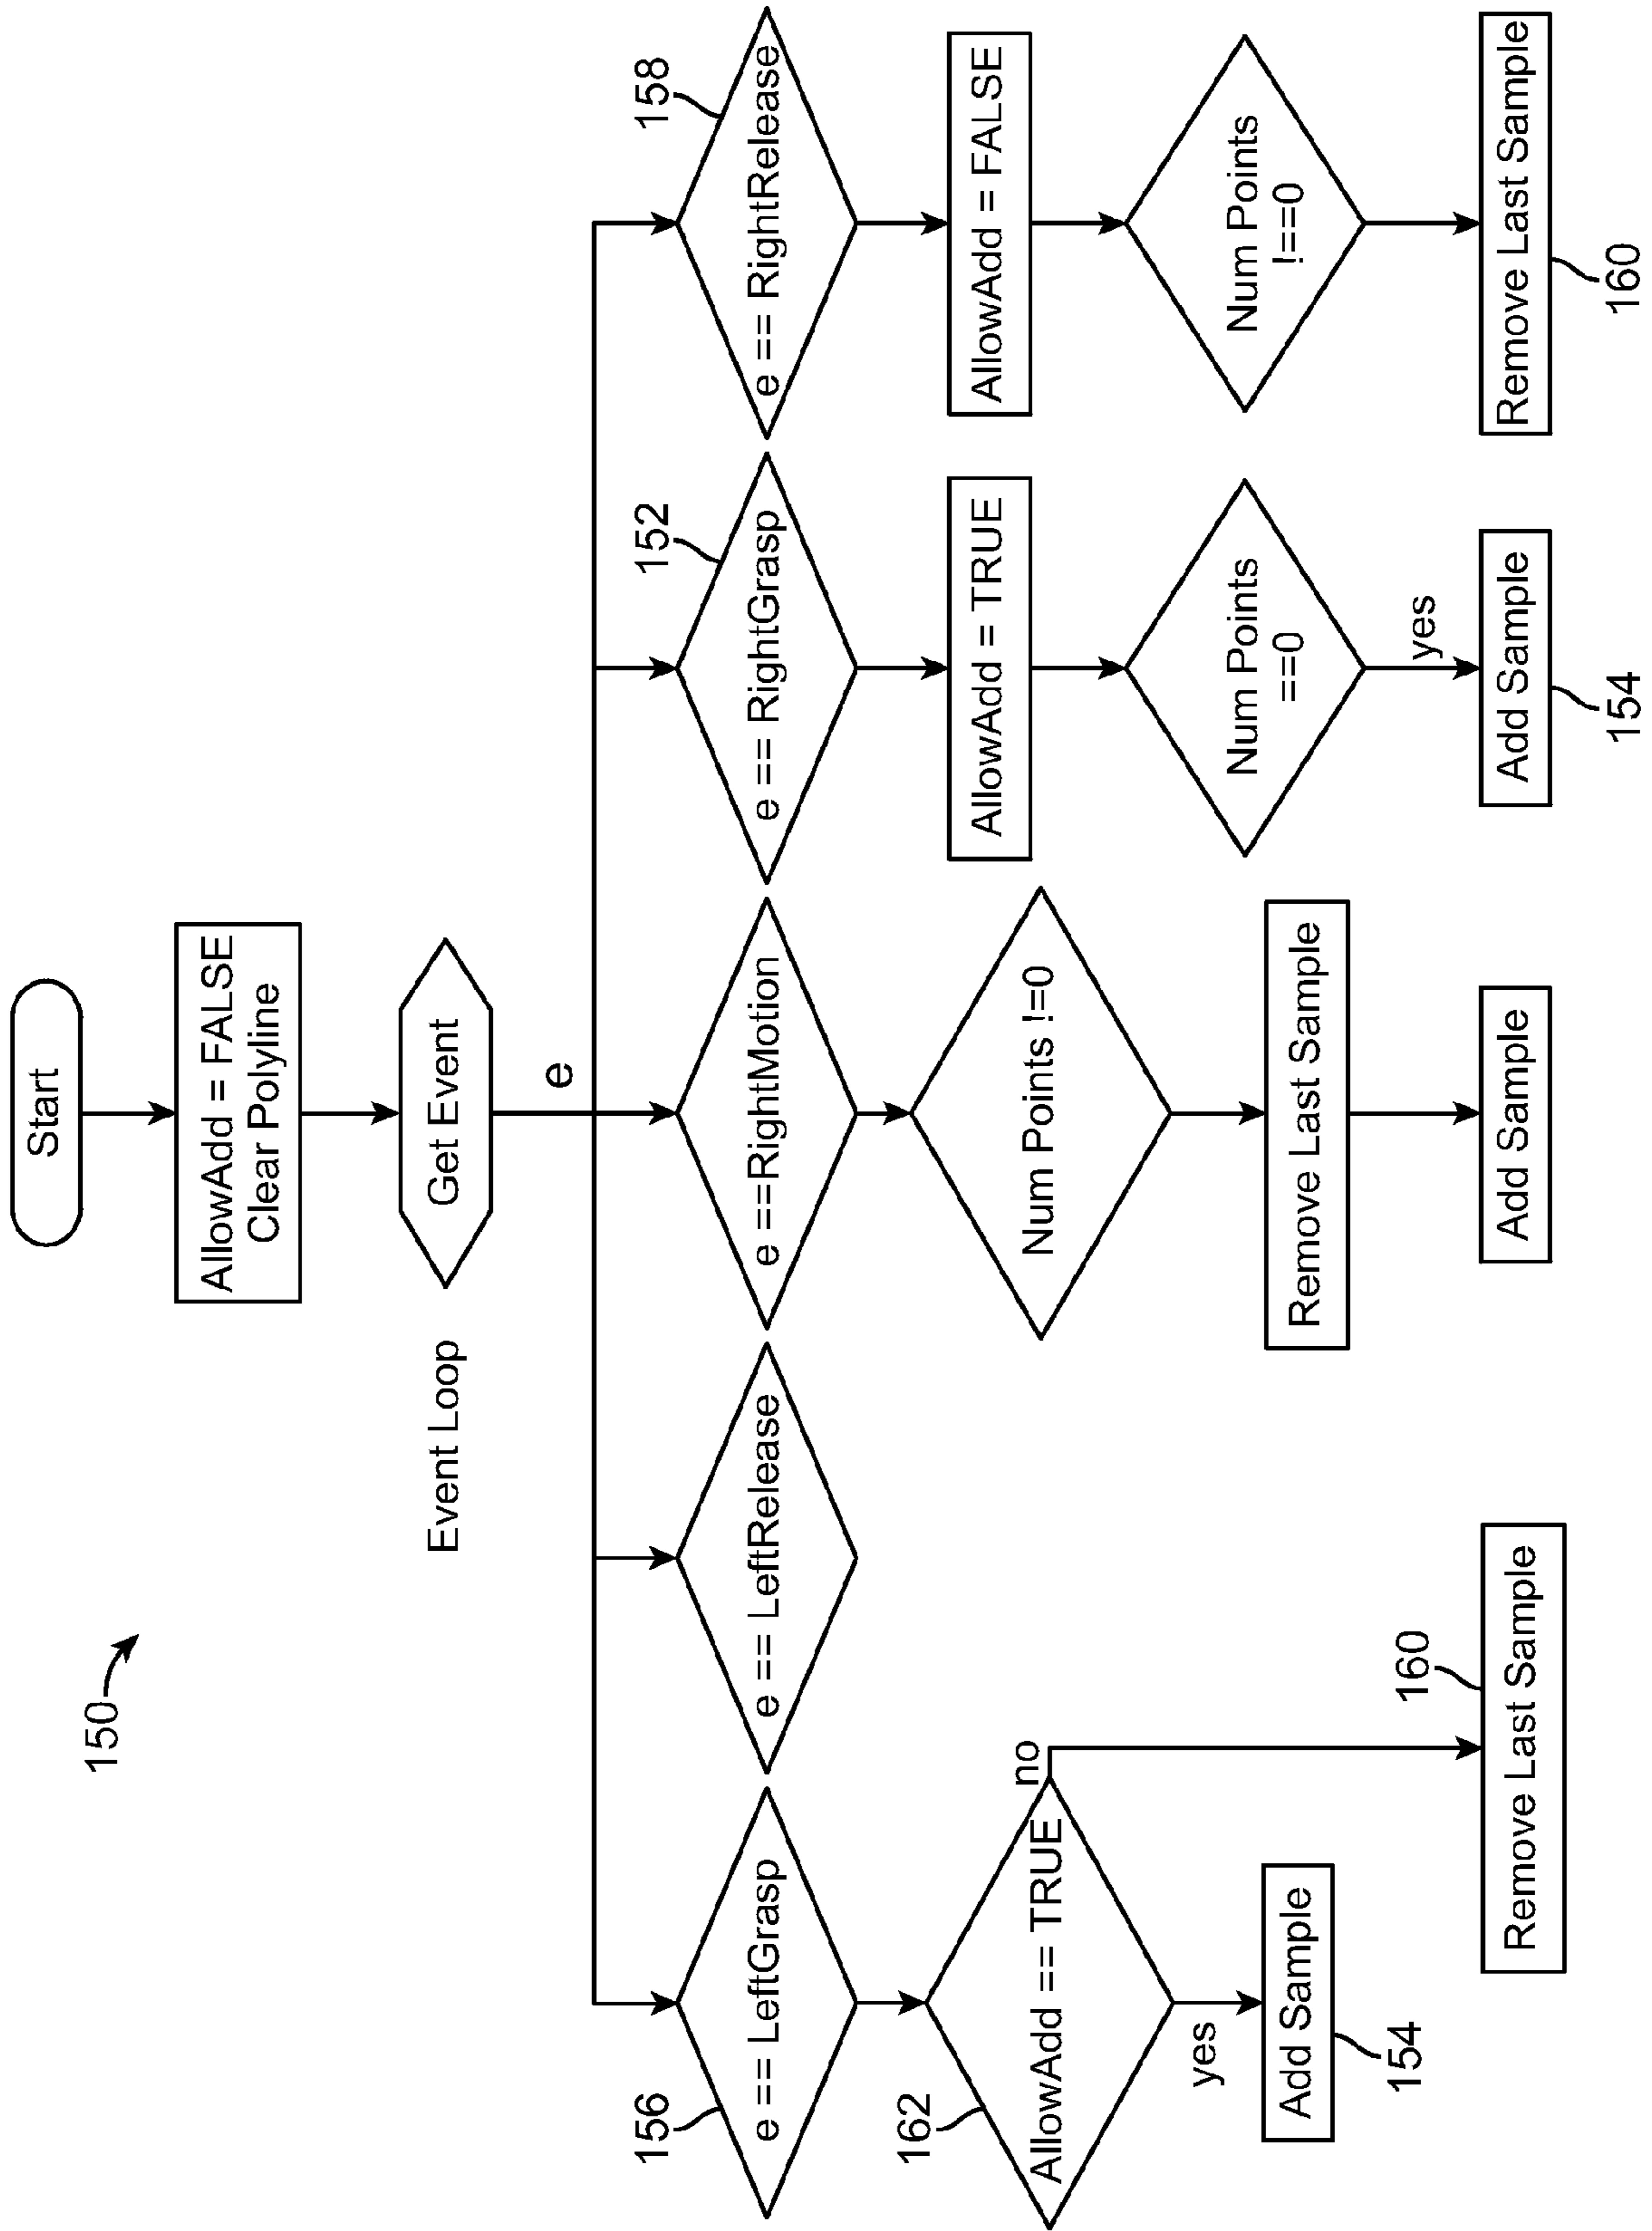 150
Start
AllowAdd = FALSE
Clear Polyline
Event Loop
Get Event
e
156
e == LeftGrasp
e == LeftRelease
e ==RightMotion
152
e == RightGrasp
158
e == RightRelease
162
AllowAdd == TRUE
no
yes
Add Sample
154
160
Remove Last Sample
Num Points !=0
Remove Last Sample
Add Sample
AllowAdd = TRUE
Num Points
==0
yes
Add Sample
154
AllowAdd = FALSE
Num Points
!==0
Remove Last Sample
160